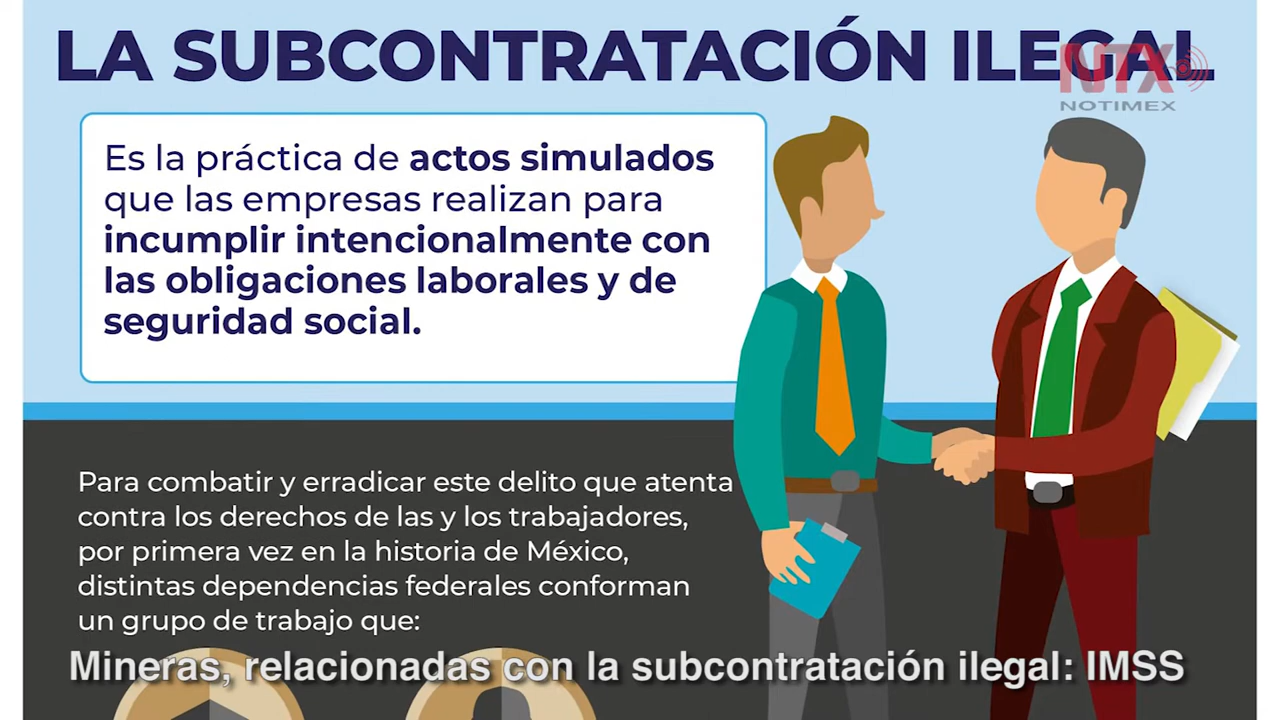 LA SUBCONTRATACIÓN ILEGAL
NTX
NOTIMEX
Es la práctica de actos simulados
que las empresas realizan para
incumplir intencionalmente con
las obligaciones laborales y de
seguridad social.
Para combatir y erradicar este delito que atenta
contra los derechos de las y los trabajadores,
por primera vez en la historia de México,
distintas dependencias federales conforman
un grupo de trabajo que:
Mineras, relacionadas con la subcontratación ilegal: IMSS